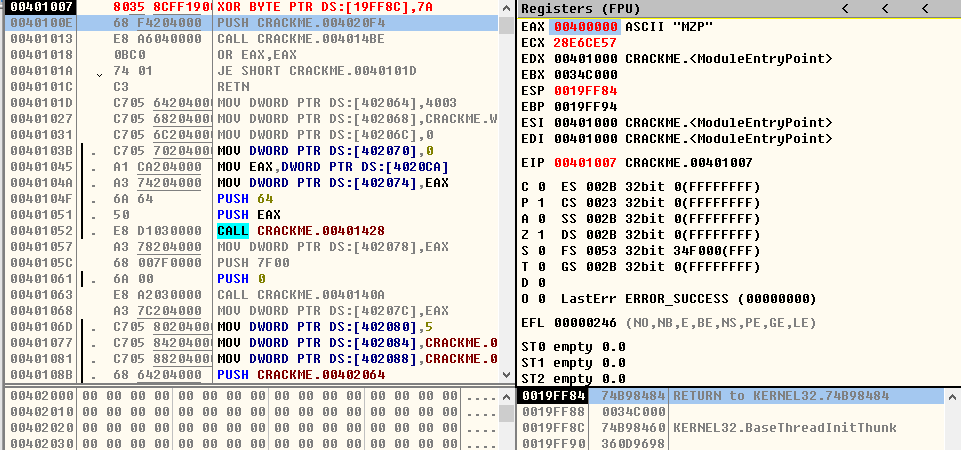 00401007 8035 8CFF190 XOR BYTE PTR DS:[19FF8C],7A
0040100E 68 F4204000 PUSH CRACKME.004020F4
00401013 E8 A6040000 CALL CRACKME.004014BE
00401018 0BC0 OR EAX,EAX
0040101A 74 01 JE SHORT CRACKME.0040101D
0040101C C3 RETN
0040101D C705 64204000 MOV DWORD PTR DS:[402064],4003
00401027 C705 68204000 MOV DWORD PTR DS:[402068],CRACKME.W
00401031 C705 6C204000 MOV DWORD PTR DS:[40206C],0
0040103B . C705 70204000 MOV DWORD PTR DS:[402070],0
00401045 . A1 CA204000 MOV EAX,DWORD PTR DS:[4020CA]
0040104A . A3 74204000 MOV DWORD PTR DS:[402074],EAX
0040104F . 6A 64 PUSH 64
00401051 . 50 PUSH EAX
00401052 . E8 D1030000 CALL CRACKME.00401428
00401057 A3 78204000 MOV DWORD PTR DS:[402078],EAX
0040105C 68 007F0000 PUSH 7F00
00401061 . 6A 00 PUSH 0
00401063 E8 A2030000 CALL CRACKME.0040140A
00401068 A3 7C204000 MOV DWORD PTR DS:[40207C],EAX
0040106D . C705 80204000 MOV DWORD PTR DS:[402080],5
00401077 . C705 84204000 MOV DWORD PTR DS:[402084],CRACKME.0
00401081 . C705 88204000 MOV DWORD PTR DS:[402088],CRACKME.0
0040108B . 68 64204000 PUSH CRACKME.00402064
Registers (FPU) < < <
EAX 00400000 ASCII "MZP"
ECX 28E6CE57
EDX 00401000 CRACKME.<ModuleEntryPoint>
EBX 0034C000
ESP 0019FF84
EBP 0019FF94
ESI 00401000 CRACKME.<ModuleEntryPoint>
EDI 00401000 CRACKME.<ModuleEntryPoint>
EIP 00401007 CRACKME.00401007
C 0 ES 002B 32bit 0(FFFFFFFF)
P 1 CS 0023 32bit 0(FFFFFFFF)
A 0 SS 002B 32bit 0(FFFFFFFF)
Z 1 DS 002B 32bit 0(FFFFFFFF)
S 0 FS 0053 32bit 34F000(FFF)
T 0 GS 002B 32bit 0(FFFFFFFF)
D 0
O 0 LastErr ERROR_SUCCESS (00000000)
EFL 00000246 (NO,NB,E,BE,NS,PE,GE,LE)
ST0 empty 0.0
ST1 empty 0.0
ST2 empty 0.0
00402000 00 00 00 00 00 00 00 00 00 00 00 00 00 00 00 00 ....
00402010 00 00 00 00 00 00 00 00 00 00 00 00 00 00 00 00 ....
00402020 00 00 00 00 00 00 00 00 00 00 00 00 00 00 00 00 ....
00402030 00 00 00 00 00 00 00 00 00 00 00 00 00 00 00 00 ....
0019FF84 74B98484 RETURN to KERNEL32.74B98484
0019FF88 0034C000
0019FF8C 74B98460 KERNEL32.BaseThreadInitThunk
0019FF90 360D9698